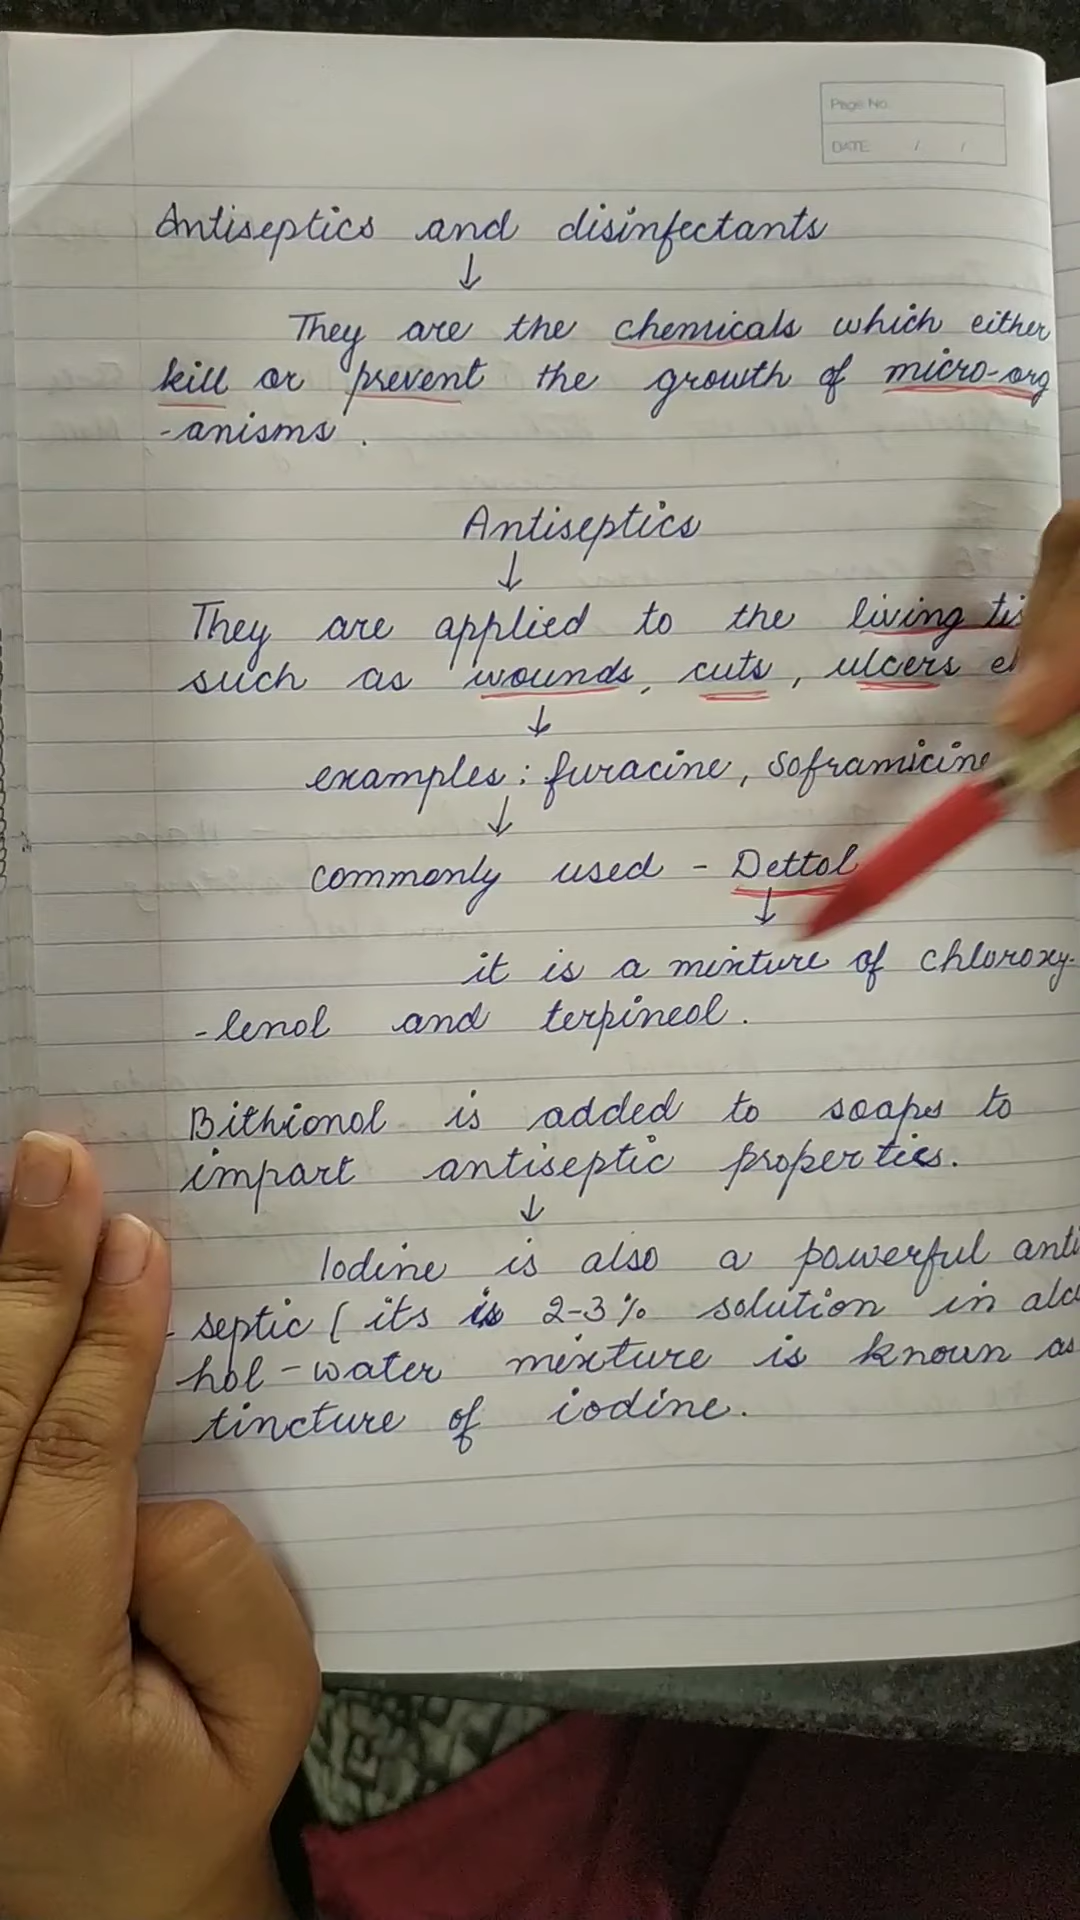 Page No.
DATE / /
Antiseptics and disinfectants
They are the chemicals which either
kill or prevent the growth of micro-org
-anisms.
Antiseptics
They are applied to the living
such as wounds, cuts, ulcers
examples: furacine, soframicine
commonly used - Dettol
it is a mixture of chloroxy-
-lenol and terpineol.
Bithionol is added to soaps to
impart antiseptic properties.
Iodine is also a powerful anti
- septic ( its is 2-3% solution in alco
hol-water mixture is known as
tincture of iodine.